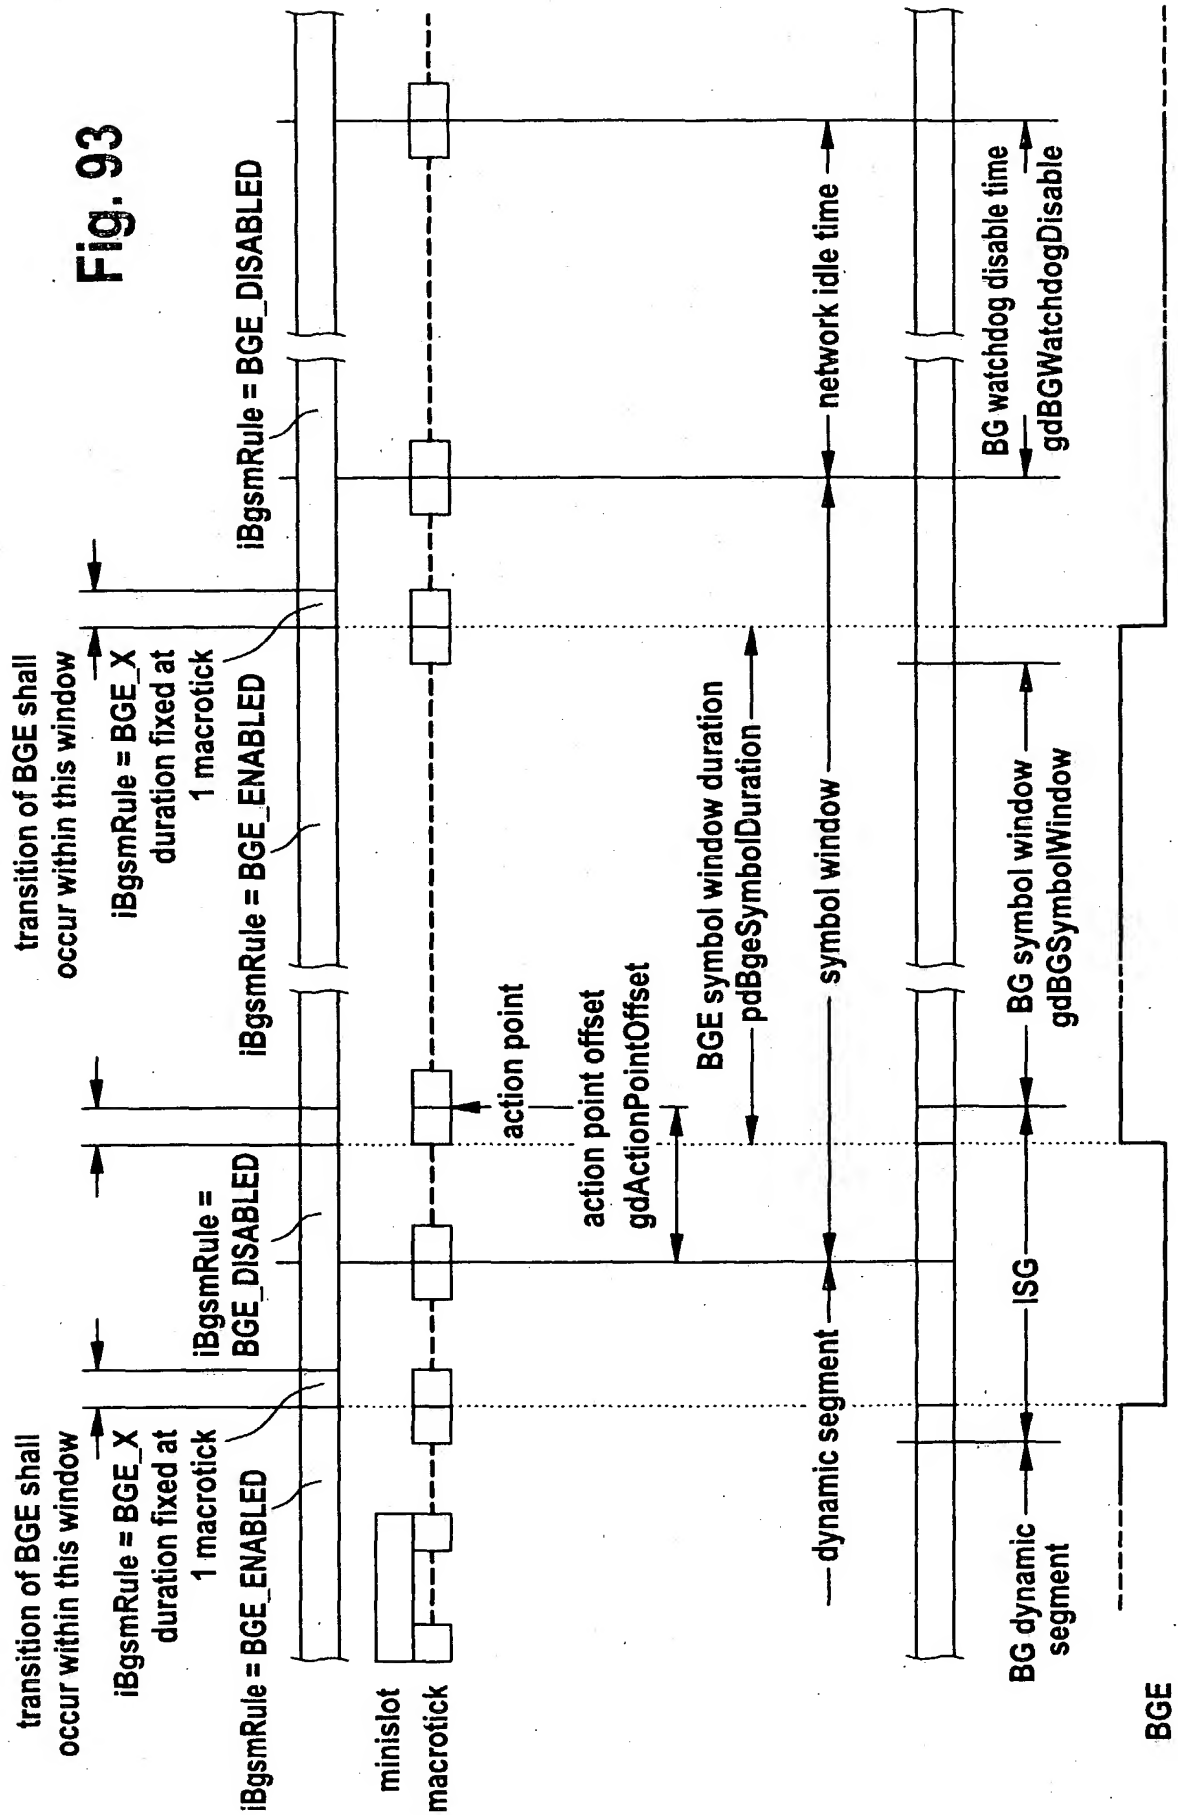 Fig. 93
transition of BGE shall
occur within this window
iBgsmRule = BGE_X
duration fixed at
1 macrotick
iBgsmRule = BGE_ENABLED
iBgsmRule =
BGE_DISABLED
transition of BGE shall
occur within this window
iBgsmRule = BGE_X
duration fixed at
1 macrotick
iBgsmRule = BGE_ENABLED
iBgsmRule = BGE_DISABLED
minislot
macrotick
action point
action point offset
gdActionPointOffset
BGE symbol window duration
pdBgeSymbolDuration
dynamic segment
symbol window
network idle time
BG dynamic
segment
ISG
BG symbol window
gdBGSymbolWindow
BG watchdog disable time
gdBGWatchdogDisable
BGE